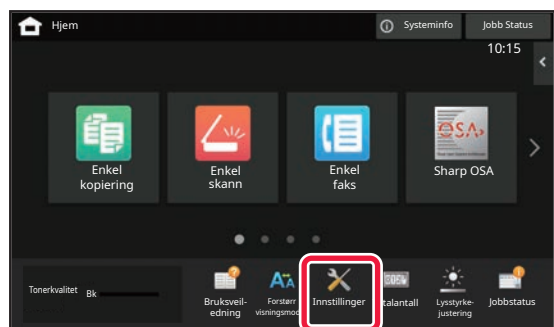 Hjem
Systeminfo
Jobb Status
10:15
Enkel
kopiering
Enkel
skann
Enkel
faks
OSA
Sharp OSA
Tonerkvalitet
Bk
Bruksveil-
edning
Forstørr
visningsmod
Innstillinger
talantall
Lysstyrke-
justering
Jobbstatus